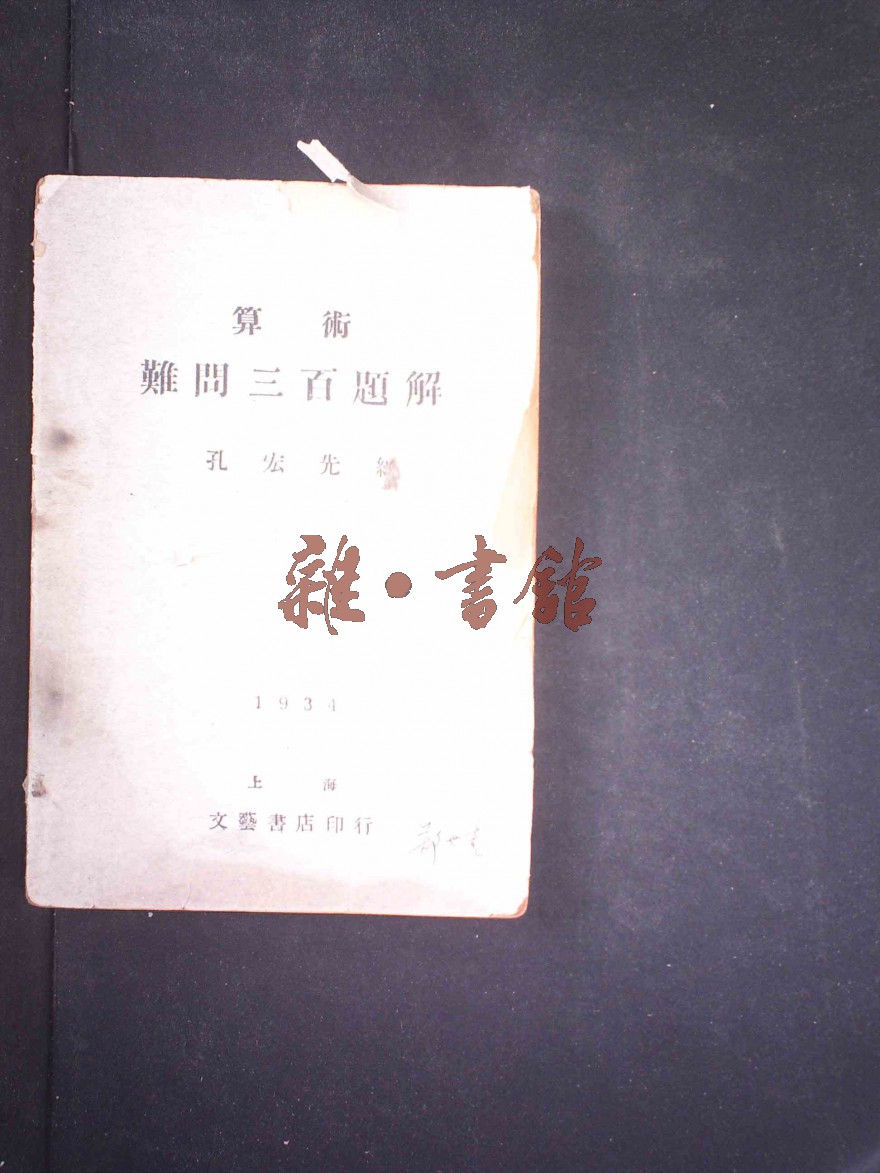 算術
難問三百題解
孔宏先編
雜・書館
1934
上海
文藝書店印行